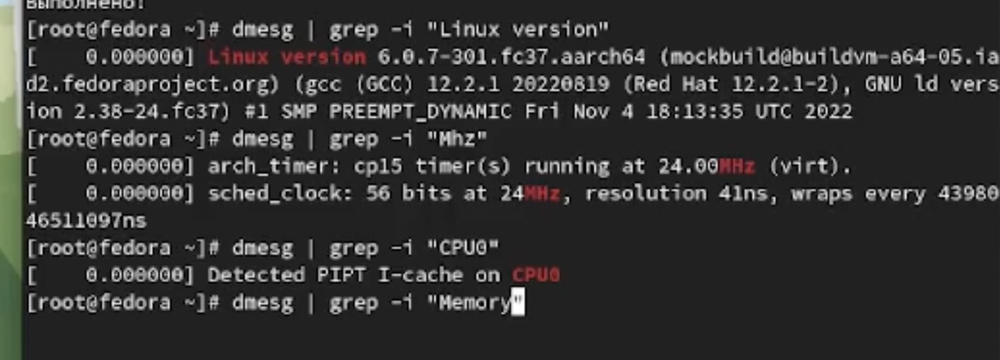 выполнено!
[root@fedora ~]# dmesg | grep -i "Linux version"
[    0.000000] Linux version 6.0.7-301.fc37.aarch64 (mockbuild@buildvm-a64-05.ia
d2.fedoraproject.org) (gcc (GCC) 12.2.1 20220819 (Red Hat 12.2.1-2), GNU ld vers
ion 2.38-24.fc37) #1 SMP PREEMPT_DYNAMIC Fri Nov 4 18:13:35 UTC 2022
[root@fedora ~]# dmesg | grep -i "Mhz"
[    0.000000] arch_timer: cp15 timer(s) running at 24.00MHz (virt).
[    0.000000] sched_clock: 56 bits at 24MHz, resolution 41ns, wraps every 43980
46511097ns
[root@fedora ~]# dmesg | grep -i "CPU0"
[    0.000000] Detected PIPT I-cache on CPU0
[root@fedora ~]# dmesg | grep -i "Memory"